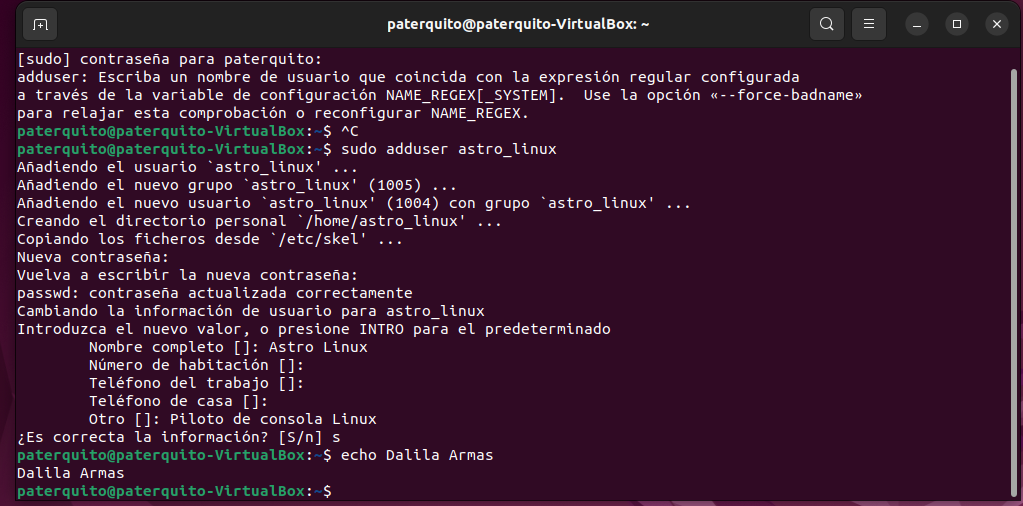 paterquito@paterquito-VirtualBox: ~
[sudo] contraseña para paterquito:
adduser: Escriba un nombre de usuario que coincida con la expresión regular configurada
a través de la variable de configuración NAME_REGEX[_SYSTEM].  Use la opción «--force-badname»
para relajar esta comprobación o reconfigurar NAME_REGEX.
paterquito@paterquito-VirtualBox:~$ ^C
paterquito@paterquito-VirtualBox:~$ sudo adduser astro_linux
Añadiendo el usuario `astro_linux' ...
Añadiendo el nuevo grupo `astro_linux' (1005) ...
Añadiendo el nuevo usuario `astro_linux' (1004) con grupo `astro_linux' ...
Creando el directorio personal `/home/astro_linux' ...
Copiando los ficheros desde `/etc/skel' ...
Nueva contraseña:
Vuelva a escribir la nueva contraseña:
passwd: contraseña actualizada correctamente
Cambiando la información de usuario para astro_linux
Introduzca el nuevo valor, o presione INTRO para el predeterminado
        Nombre completo []: Astro Linux
        Número de habitación []:
        Teléfono del trabajo []:
        Teléfono de casa []:
        Otro []: Piloto de consola Linux
¿Es correcta la información? [S/n] s
paterquito@paterquito-VirtualBox:~$ echo Dalila Armas
Dalila Armas
paterquito@paterquito-VirtualBox:~$